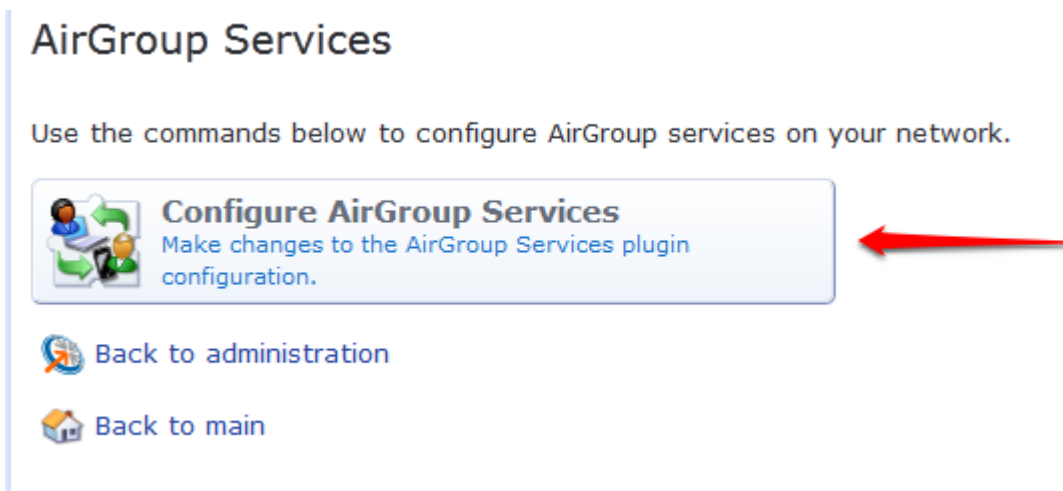 AirGroup Services
Use the commands below to configure AirGroup services on your network.
Configure AirGroup Services
Make changes to the AirGroup Services plugin
configuration.
Back to administration
Back to main